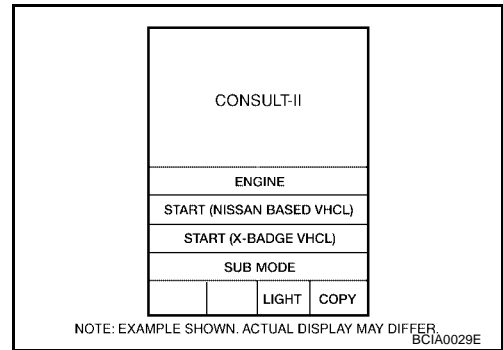 CONSULT-II
ENGINE
START (NISSAN BASED VHCL)
START (X-BADGE VHCL)
SUB MODE
LIGHT COPY
NOTE: EXAMPLE SHOWN. ACTUAL DISPLAY MAY DIFFER.
BCIA0029E